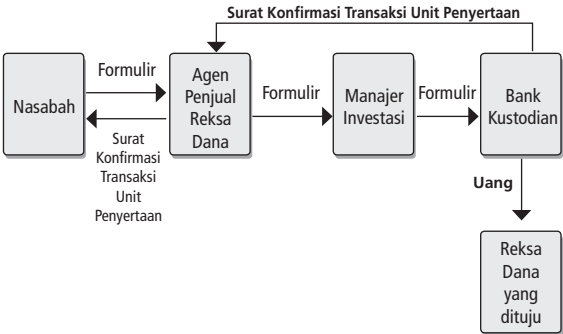 Surat Konfirmasi Transaksi Unit Penyertaan
Nasabah
Formulir
Surat
Konfirmasi
Transaksi
Unit
Penyertaan
Agen
Penjual
Reksa
Dana
Formulir
Manajer
Investasi
Formulir
Bank
Kustodian
Uang
Reksa
Dana
yang
dituju